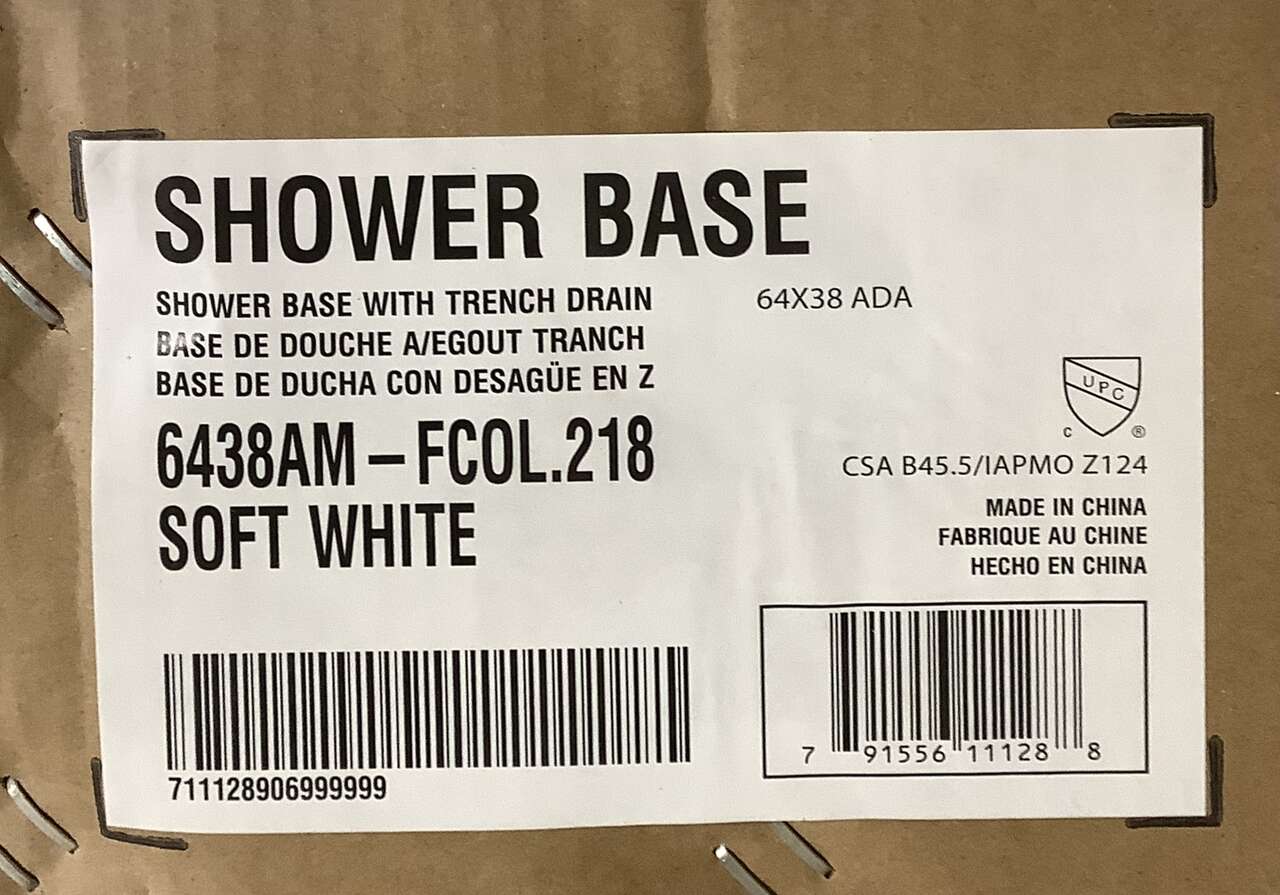 SHOWER BASE
SHOWER BASE WITH TRENCH DRAIN
64X38 ADA
BASE DE DOUCHE A/EGOUT TRANCH
BASE DE DUCHA CON DESAGÜE EN Z
6438AM – FCOL.218
SOFT WHITE
UPC
C ®
CSA B45.5/IAPMO Z124
MADE IN CHINA
FABRIQUE AU CHINE
HECHO EN CHINA
711128906999999
7 91556 11128 8